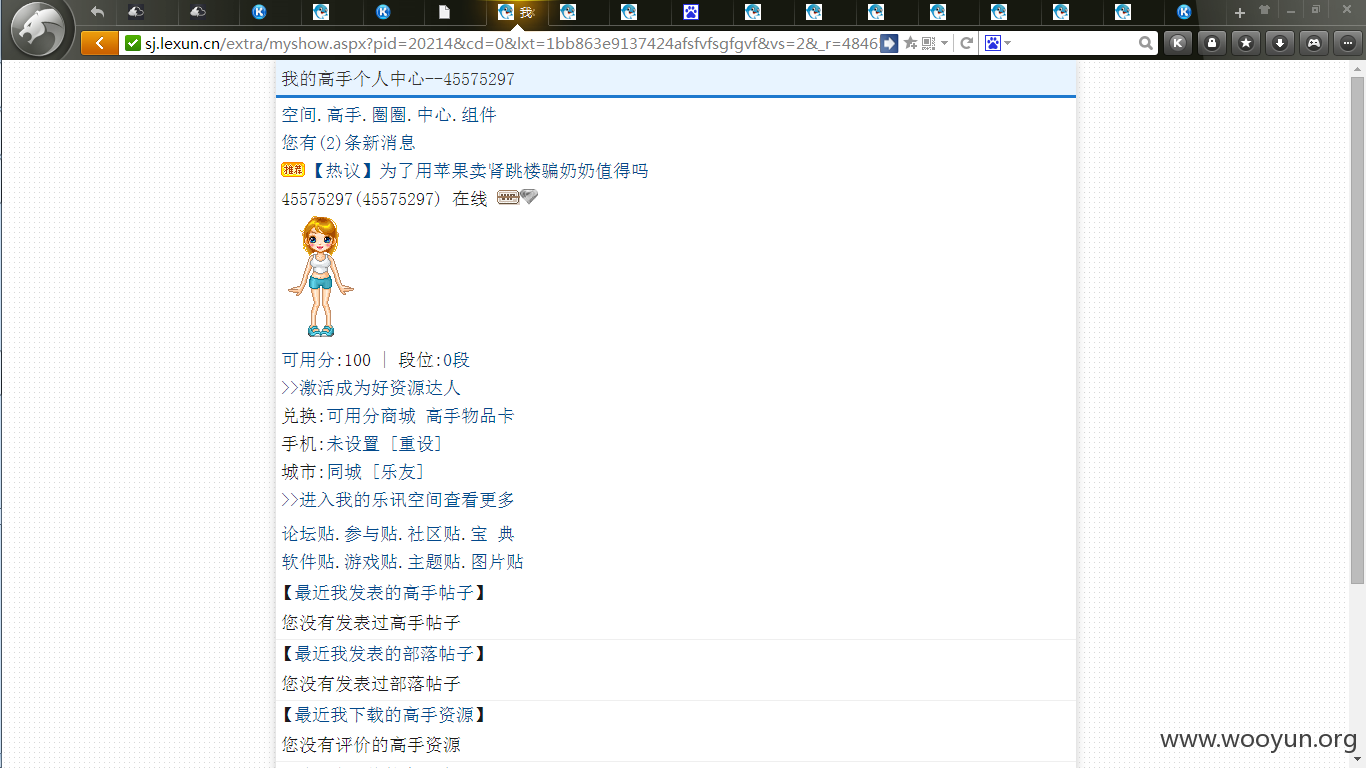 我
sj.lexun.cn/extra/myshow.aspx?pid=20214&cd=0&lxt=1bb863e9137424afsfvfsgfgvf&vs=2&_r=4846
我的高手个人中心--45575297
空间.高手.圈圈.中心.组件
您有(2)条新消息
推荐【热议】为了用苹果卖肾跳楼骗奶奶值得吗
45575297(45575297) 在线 VIP
可用分:100 | 段位:0段
>>激活成为好资源达人
兑换:可用分商城 高手物品卡
手机:未设置 [重设]
城市:同城 [乐友]
>>进入我的乐讯空间查看更多
论坛贴.参与贴.社区贴.宝 典
软件贴.游戏贴.主题贴.图片贴
【最近我发表的高手帖子】
您没有发表过高手帖子
【最近我发表的部落帖子】
您没有发表过部落帖子
【最近我下载的高手资源】
您没有评价的高手资源
www.wooyun.org